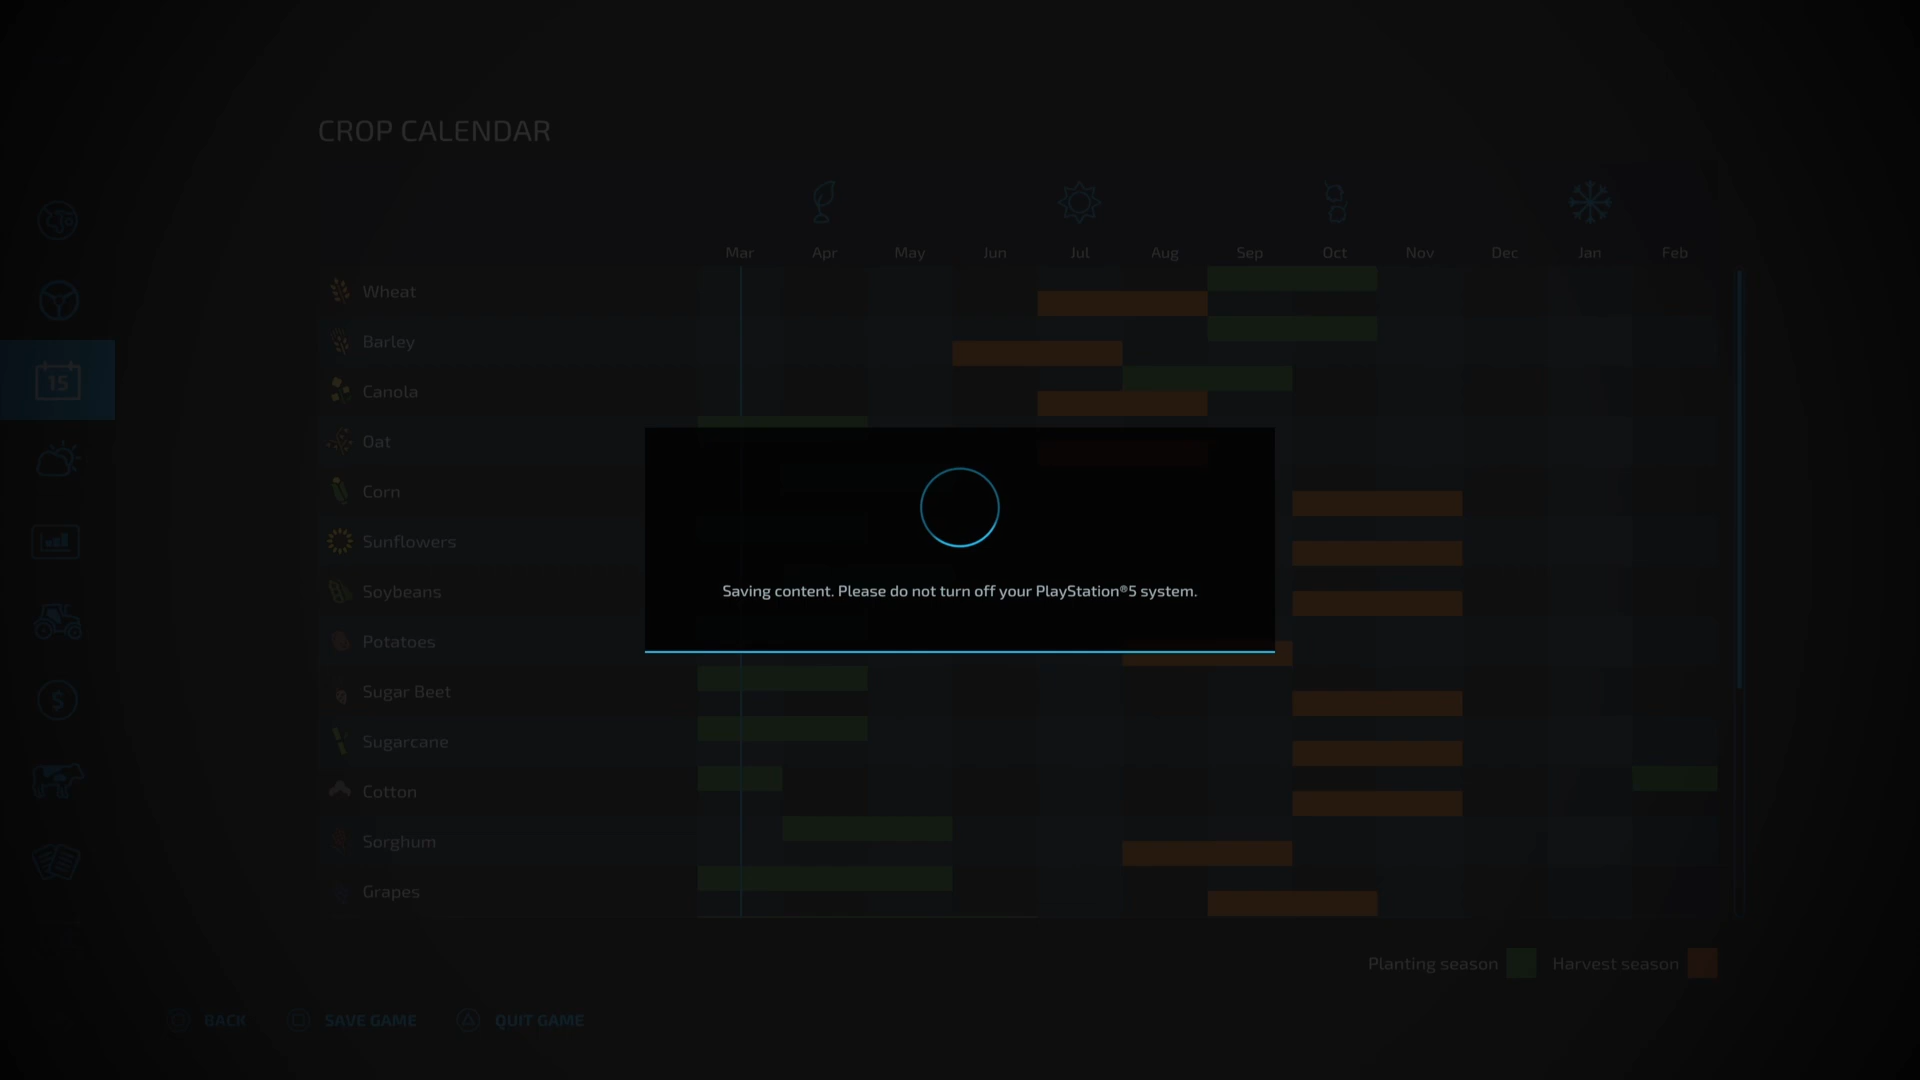 CROP CALENDAR
Mar Apr May Jun Jul Aug Sep Oct Nov Dec Jan Feb
Wheat
Barley
15
Canola
Oat
Corn
Sunflowers
Soybeans
Saving content. Please do not turn off your PlayStation®5 system.
Potatoes
Sugar Beet
$
Sugarcane
Cotton
Sorghum
Grapes
Planting season Harvest season
BACK SAVE GAME QUIT GAME